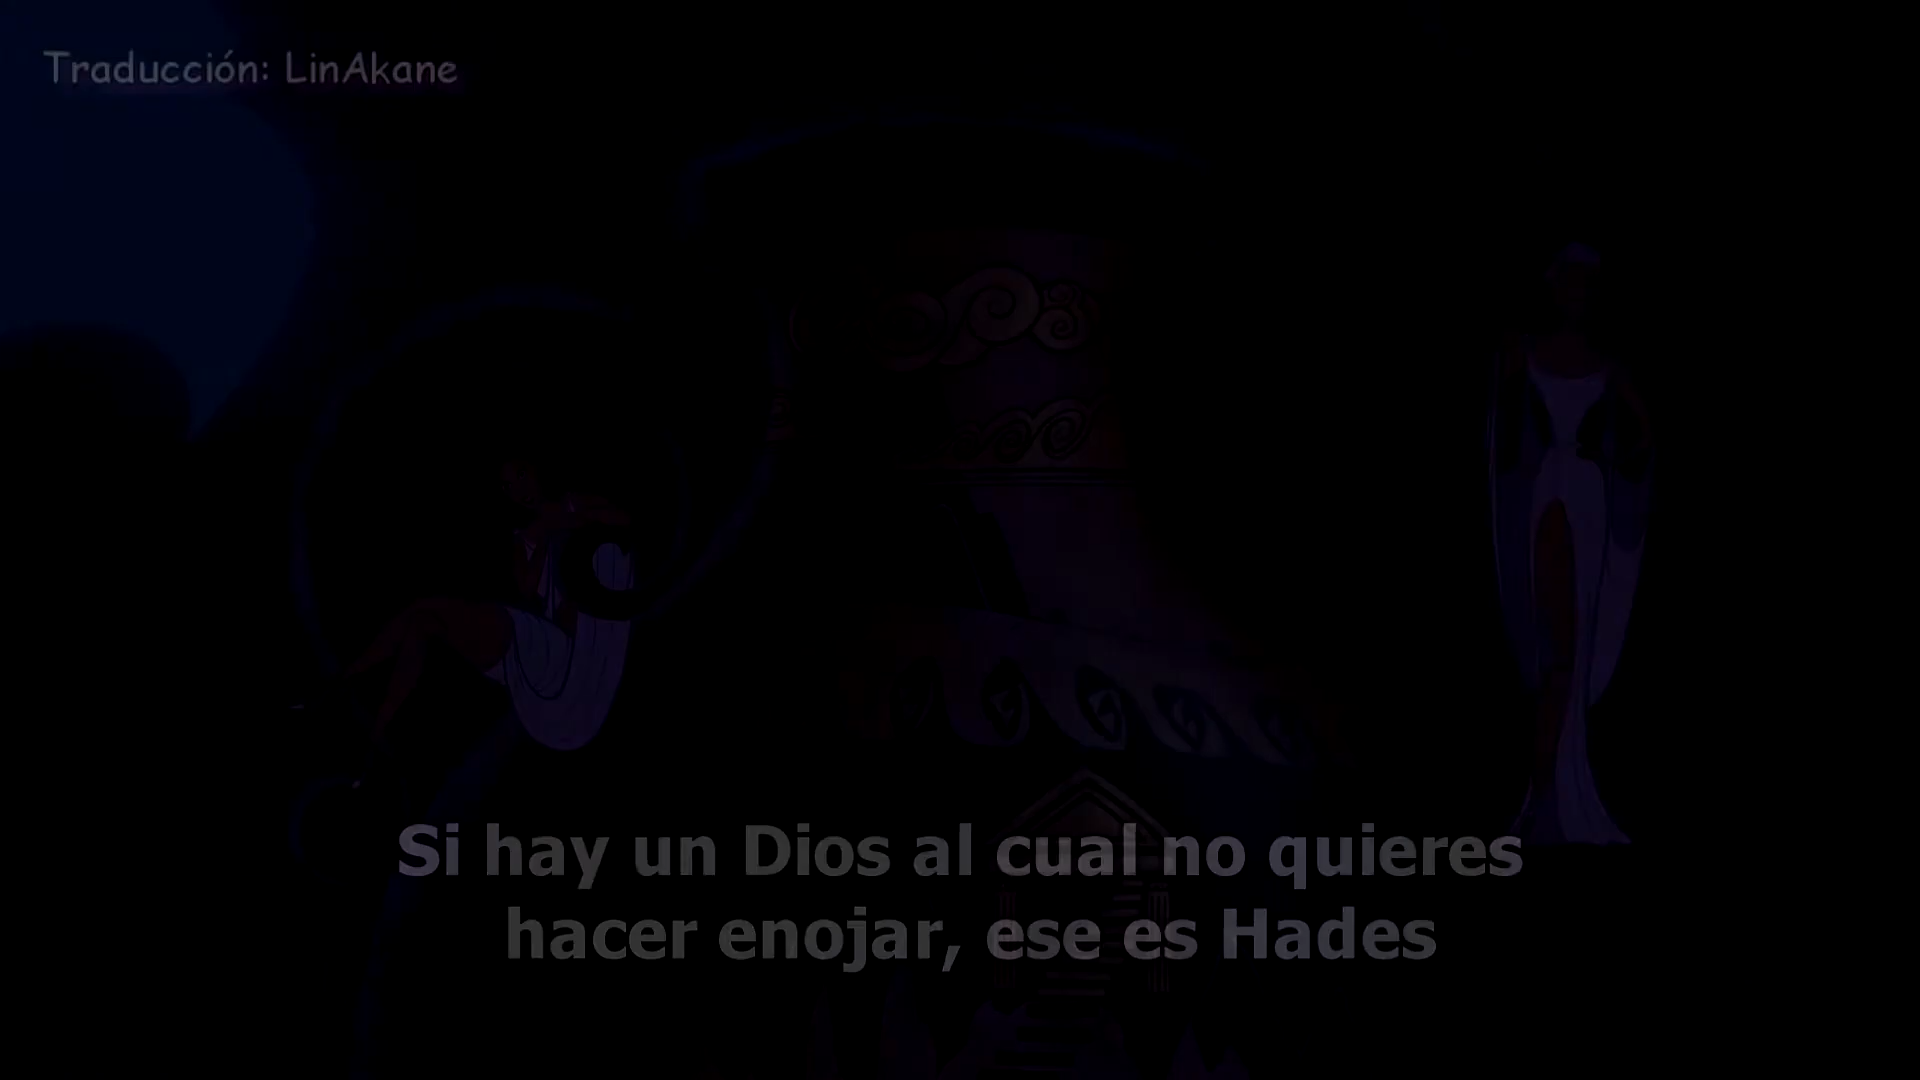 Traducción: LinAkane
Si hay un Dios al cual no quieres
hacer enojar, ese es Hades